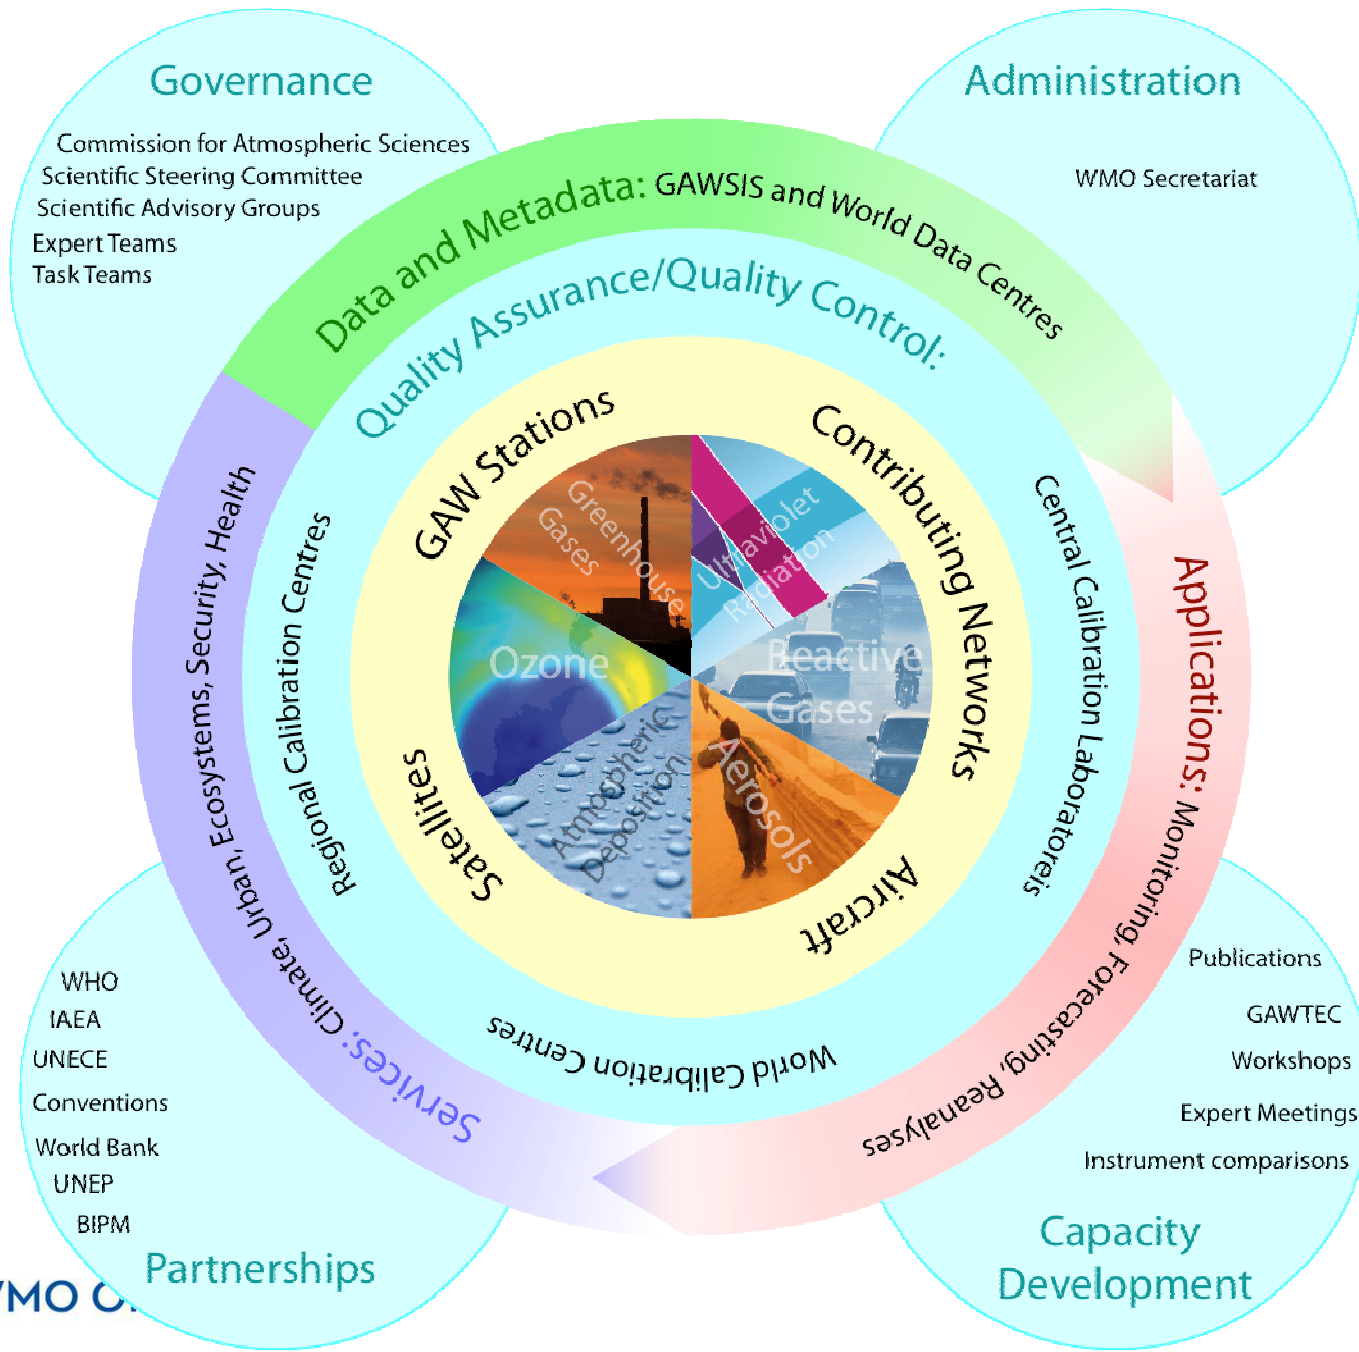 Governance
Commission for Atmospheric Sciences
Scientific Steering Committee
Scientific Advisory Groups
Expert Teams
Task Teams
Administration
WMO Secretariat
Data and Metadata: GAWSIS and World Data Centres
Quality Assurance/Quality Control:
GAW Stations
Contributing Networks
Aircraft
Satellites
Greenhouse
Gases
Ultraviolet
Radiation
Ozone
Reactive
Gases
Atmospheric
Deposition
Aerosols
Regional Calibration Centres
Central Calibration Laboratoreis
World Calibration Centres
Applications: Monitoring, Forecasting, Reanalyses
Services: Climate, Urban, Ecosystems, Security, Health
WHO
IAEA
UNECE
Conventions
World Bank
UNEP
BIPM
Partnerships
Publications
GAWTEC
Workshops
Expert Meetings
Instrument comparisons
Capacity
Development
WMO